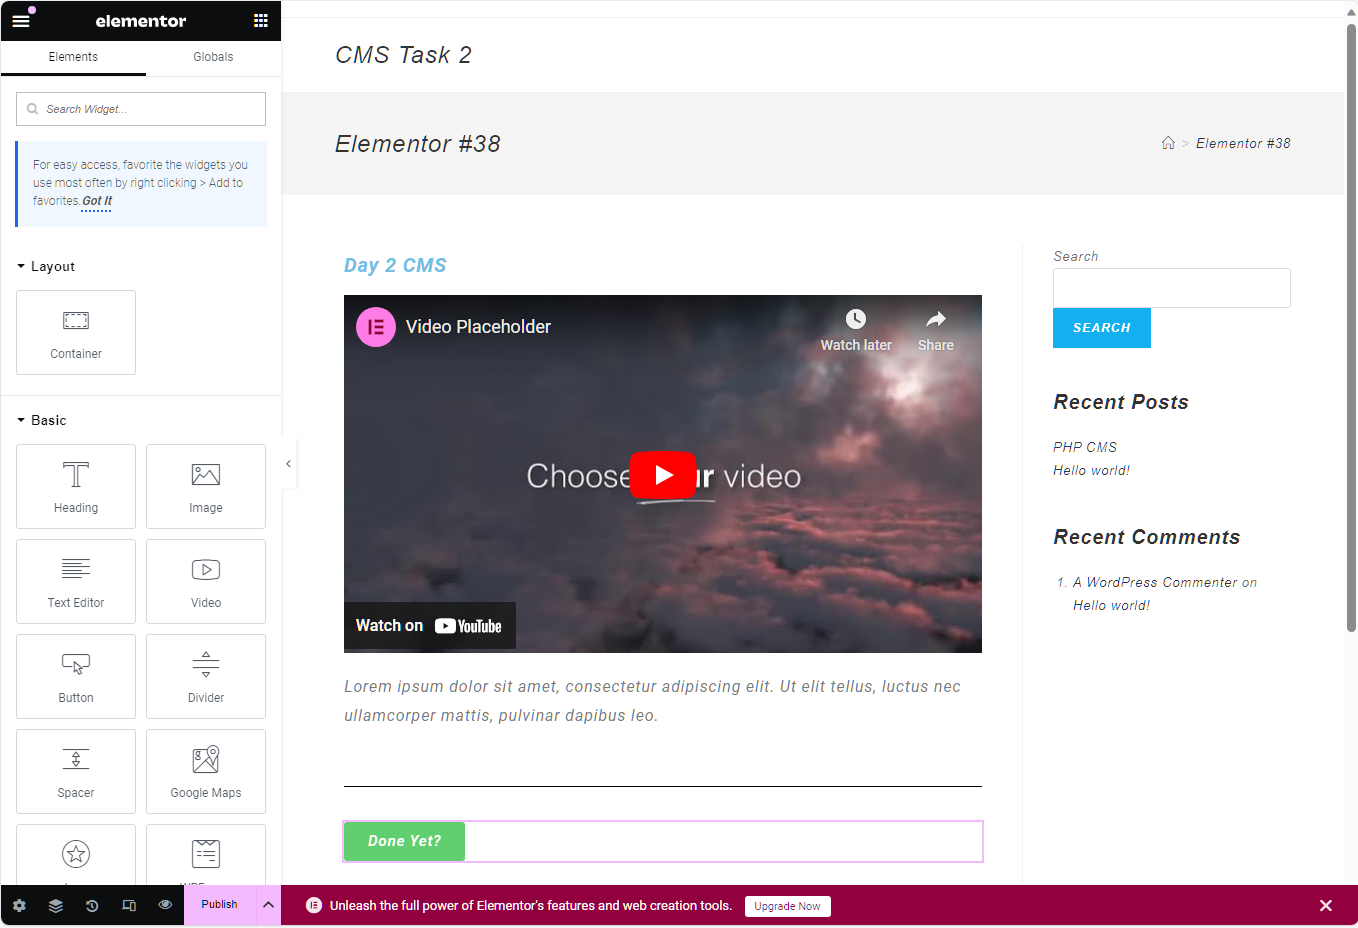 elementor
Elements
Globals
Search Widget...
For easy access, favorite the widgets you
use most often by right clicking > Add to
favorites. Got It
Layout
Container
Basic
Heading
Image
Text Editor
Video
Button
Divider
Spacer
Google Maps
Publish
CMS Task 2
Elementor #38
> Elementor #38
Day 2 CMS
Video Placeholder
Watch later
Share
Choose
video
Watch on YouTube
Lorem ipsum dolor sit amet, consectetur adipiscing elit. Ut elit tellus, luctus nec
ullamcorper mattis, pulvinar dapibus leo.
Done Yet?
Search
SEARCH
Recent Posts
PHP CMS
Hello world!
Recent Comments
1. A WordPress Commenter on
Hello world!
Unleash the full power of Elementor's features and web creation tools.
Upgrade Now